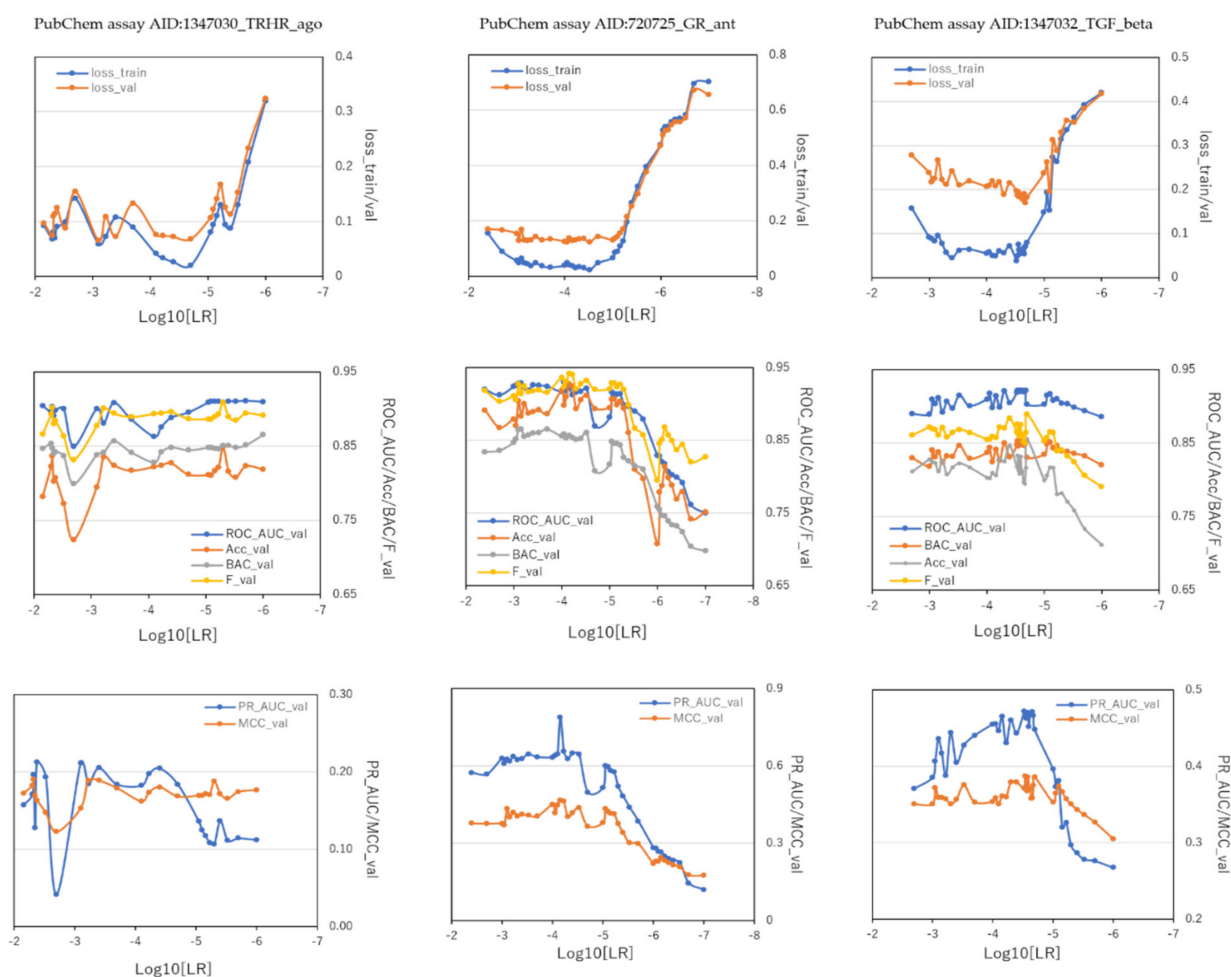 PubChem assay AID:1347030_TRHR_ago
loss_train
loss_val
0.4
0.3
0.2
0.1
0
loss_train/val
-2 -3 -4 -5 -6 -7
Log10[LR]
PubChem assay AID:720725_GR_ant
loss_train
loss_val
0.8
0.6
0.4
0.2
0
loss_train/val
-2 -4 -6 -8
Log10[LR]
PubChem assay AID:1347032_TGF_beta
loss_train
loss_val
0.5
0.4
0.3
0.2
0.1
0
loss_train/val
-2 -3 -4 -5 -6 -7
Log10[LR]
0.95
0.85
0.75
0.65
ROC_AUC/Acc/BAC/F_val
ROC_AUC_val
Acc_val
BAC_val
F_val
-2 -3 -4 -5 -6 -7
Log10[LR]
0.95
0.85
0.75
0.65
ROC_AUC/Acc/BAC/F_val
ROC_AUC_val
Acc_val
BAC_val
F_val
-2 -3 -4 -5 -6 -7 -8
Log10[LR]
0.95
0.85
0.75
0.65
ROC_AUC/Acc/BAC/F_val
ROC_AUC_val
BAC_val
Acc_val
F_val
-2 -3 -4 -5 -6 -7
Log10[LR]
PR_AUC_val
MCC_val
0.30
0.20
0.10
0.00
PR_AUC/MCC_val
-2 -3 -4 -5 -6 -7
Log10[LR]
PR_AUC_val
MCC_val
0.9
0.6
0.3
0
PR_AUC/MCC_val
-2 -3 -4 -5 -6 -7 -8
Log10[LR]
PR_AUC_val
MCC_val
0.5
0.4
0.3
0.2
PR_AUC/MCC_val
-2 -3 -4 -5 -6 -7
Log10[LR]